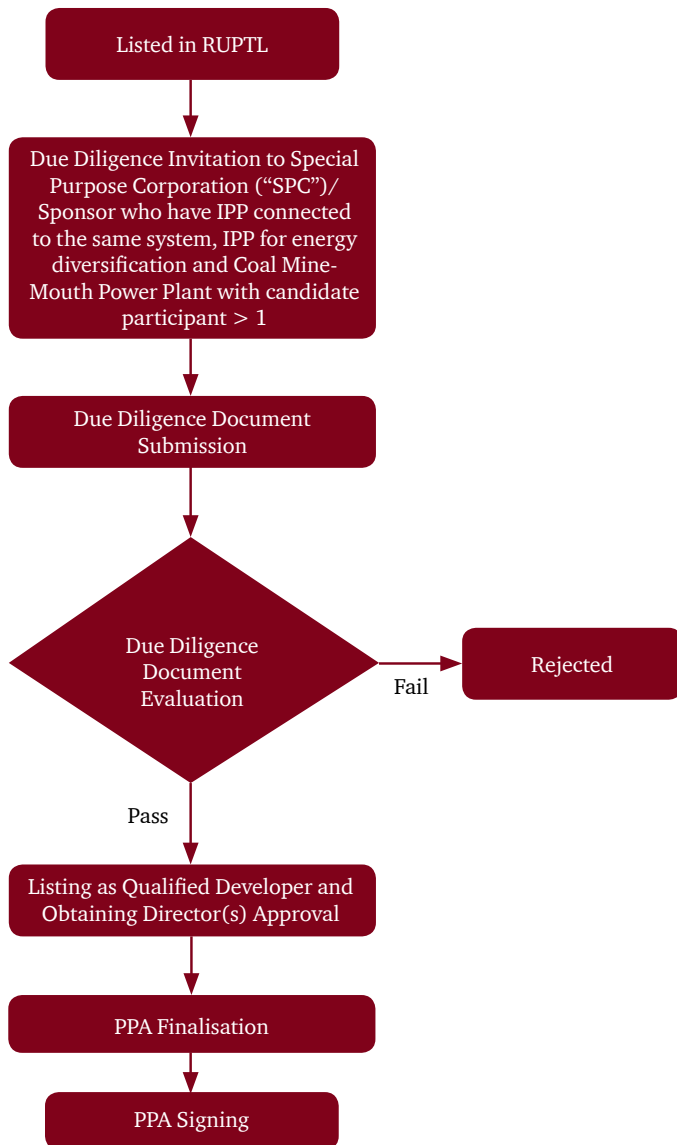 Listed in RUPTL
Due Diligence Invitation to Special
Purpose Corporation (“SPC”)/
Sponsor who have IPP connected
to the same system, IPP for energy
diversification and Coal Mine-
Mouth Power Plant with candidate
participant > 1
Due Diligence Document
Submission
Due Diligence
Document
Evaluation
Fail
Rejected
Pass
Listing as Qualified Developer and
Obtaining Director(s) Approval
PPA Finalisation
PPA Signing